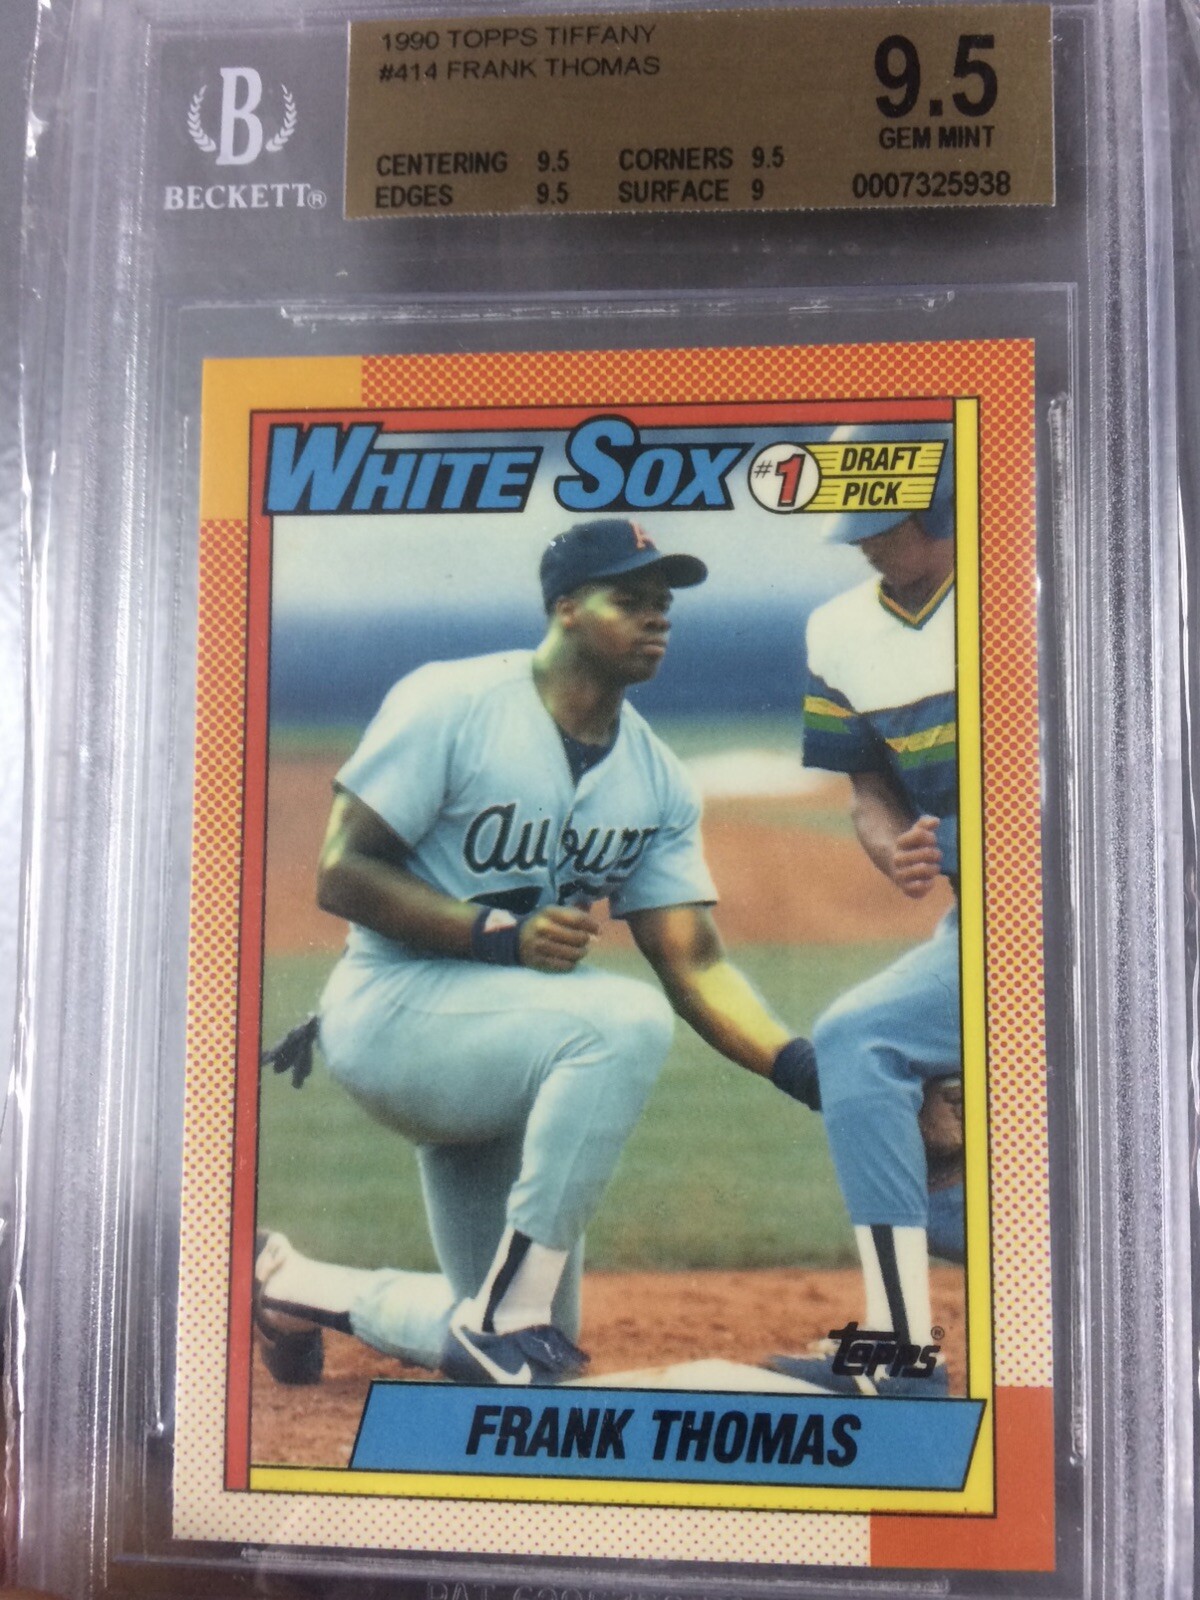 1990 TOPPS TIFFANY
#414 FRANK THOMAS
9.5
GEM MINT
CENTERING 9.5 CORNERS 9.5
EDGES 9.5 SURFACE 9
0007325938
B
BECKETT®
WHITE SOX
#1 DRAFT PICK
A
Auburn
topps®
FRANK THOMAS